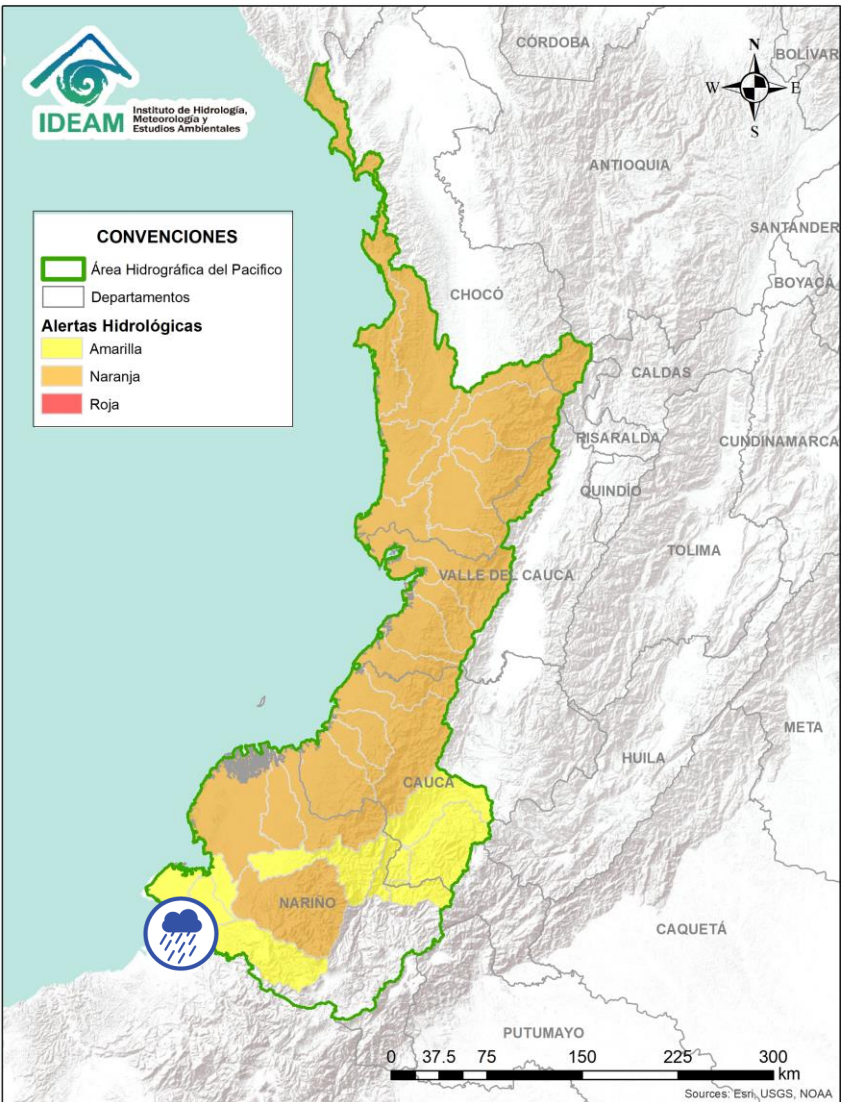 IDEAM
Instituto de Hidrología,
Meteorología y
Estudios Ambientales
N
W
E
S
CÓRDOBA
BOLÍVAR
ANTIOQUIA
SANTANDER
BOYACÁ
CHOCÓ
CALDAS
RISARALDA
CUNDINAMARCA
QUINDÍO
TOLIMA
VALLE DEL CAUCA
META
HUILA
CAUCA
NARIÑO
CAQUETÁ
PUTUMAYO
CONVENCIONES
Área Hidrográfica del Pacifico
Departamentos
Alertas Hidrológicas
Amarilla
Naranja
Roja
0 37.5 75 150 225 300
km
Sources: Esri, USGS, NOAA